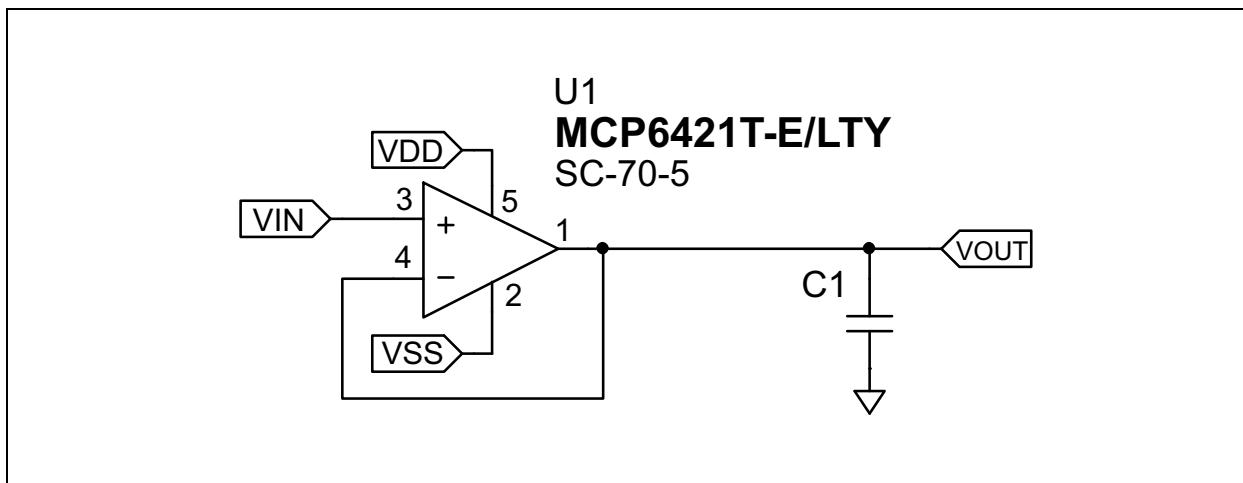 U1
MCP6421T-E/LTY
SC-70-5
VDD
VIN
3
5
+
1
4
−
2
VOUT
C1
VSS